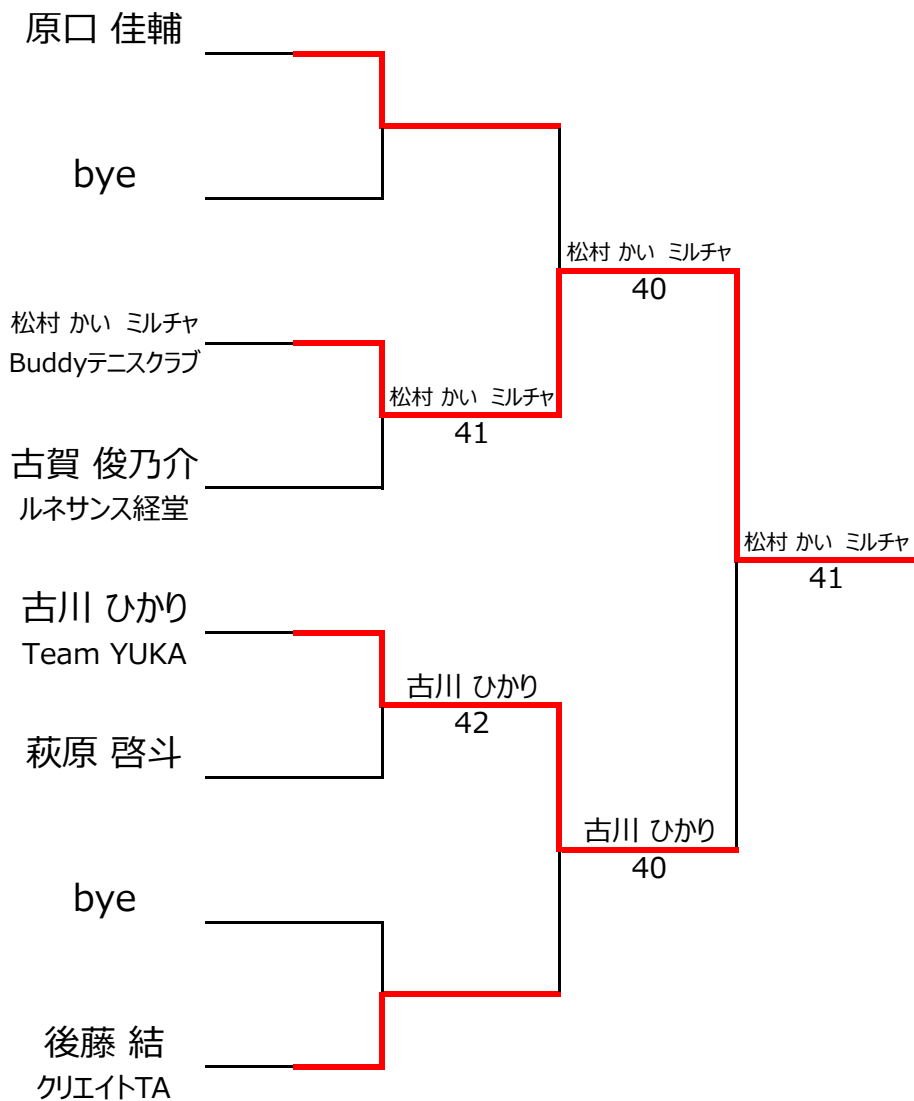 原口 佳輔
bye
松村 かい ミルチャ
Buddyテニスクラブ
古賀 俊乃介
ルネサンス経堂
古川 ひかり
Team YUKA
萩原 啓斗
bye
後藤 結
クリエイトTA
松村 かい ミルチャ
41
古川 ひかり
42
松村 かい ミルチャ
40
古川 ひかり
40
松村 かい ミルチャ
41